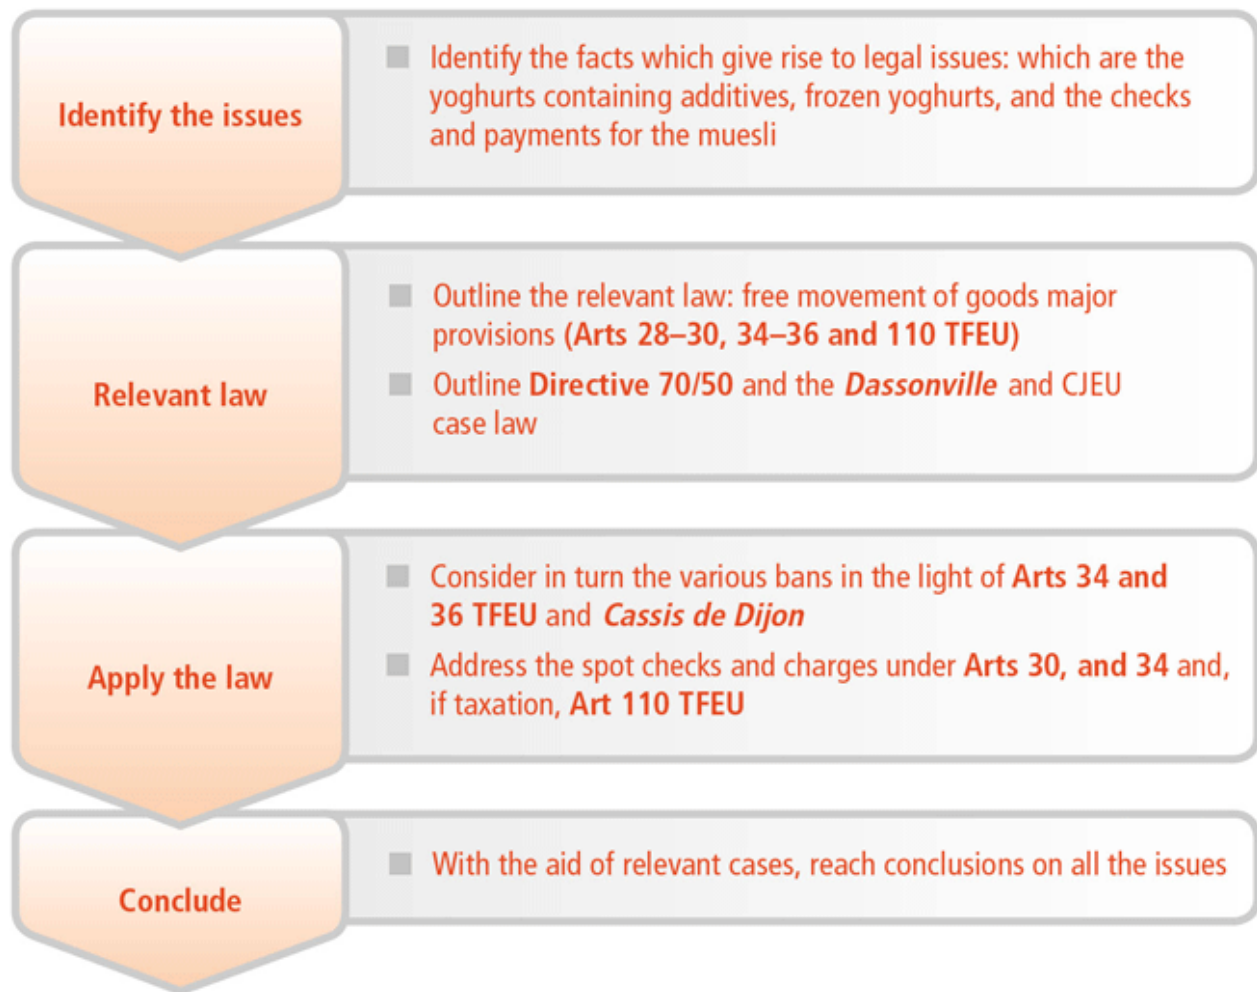 Identify the issues
Identify the facts which give rise to legal issues: which are the
yoghurts containing additives, frozen yoghurts, and the checks
and payments for the muesli
Relevant law
Outline the relevant law: free movement of goods major
provisions (Arts 28–30, 34–36 and 110 TFEU)
Outline Directive 70/50 and the Dassonville and CJEU
case law
Apply the law
Consider in turn the various bans in the light of Arts 34 and
36 TFEU and Cassis de Dijon
Address the spot checks and charges under Arts 30, and 34 and,
if taxation, Art 110 TFEU
Conclude
With the aid of relevant cases, reach conclusions on all the issues